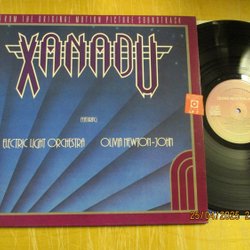 FROM THE ORIGINAL MOTION PICTURE SOUNDTRACK
XANADU
FEATURING
ELECTRIC LIGHT ORCHESTRA OLIVIA NEWTON-JOHN